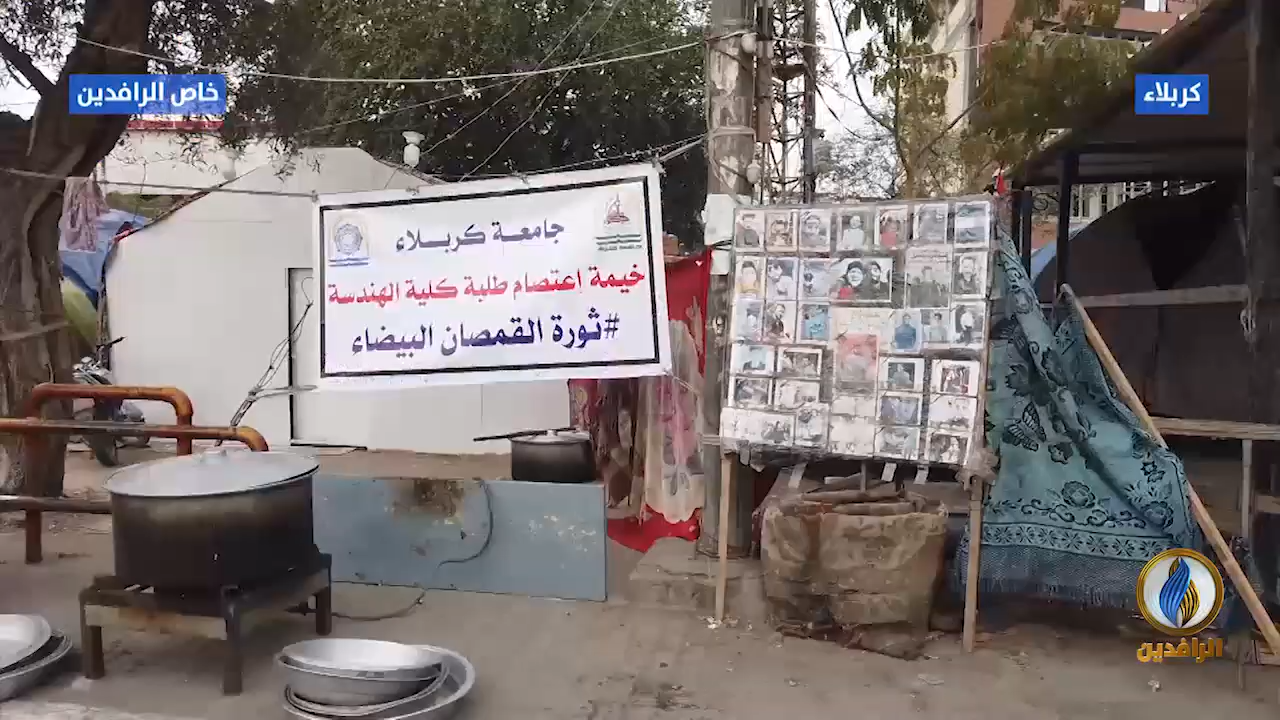 خاص الرافدين
كربلاء
جامعة كربلاء
خيمة اعتصام طلبة كلية الهندسة
#ثورة القمصان البيضاء
الرافدين